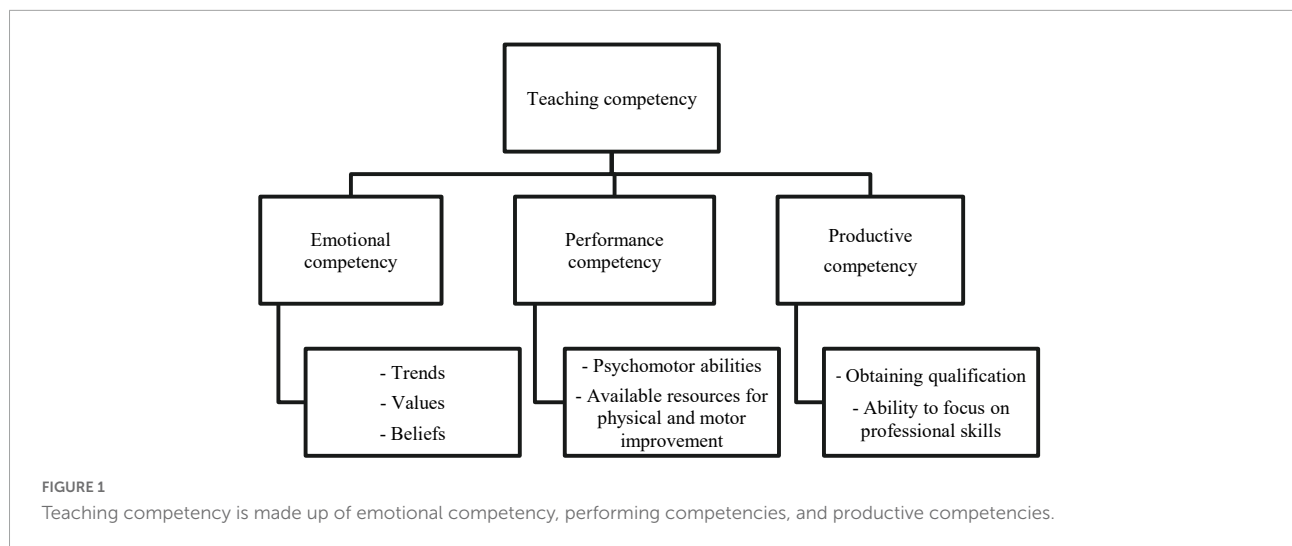 Teaching competency
Emotional
competency
Performance
competency
Productive
competency
- Trends
- Values
- Beliefs
- Psychomotor abilities
- Available resources for
physical and motor
improvement
- Obtaining qualification
- Ability to focus on
professional skills
FIGURE 1
Teaching competency is made up of emotional competency, performing competencies, and productive competencies.